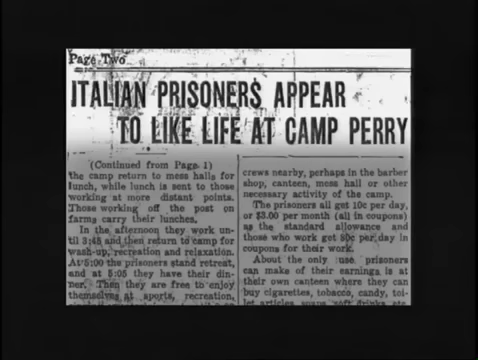 Page Two
ITALIAN PRISONERS APPEAR
TO LIKE LIFE AT CAMP PERRY
(Continued from Page 1)
the camp return to mess halls for
lunch, while lunch is sent to those
working at more distant points.
Those working off the post on
farms carry their lunches.
In the afternoon they work un-
til 3:45 and then return to camp for
wash-up, recreation and relaxation.
At 5:00 the prisoners stand retreat,
and at 5:05 they have their din-
ner. Then they are free to enjoy
themselves at sports, recreation,
crews nearby, perhaps in the barber
shop, canteen, mess hall or other
necessary activity of the camp.
The prisoners all get 10c per day,
or $3.00 per month (all in coupons)
as the standard allowance and
those who work get 80c per day in
coupons for their work.
About the only use prisoners
can make of their earnings is at
their own canteen where they can
buy cigarettes, tobacco, candy, toi-
let articles, soft drinks, etc.